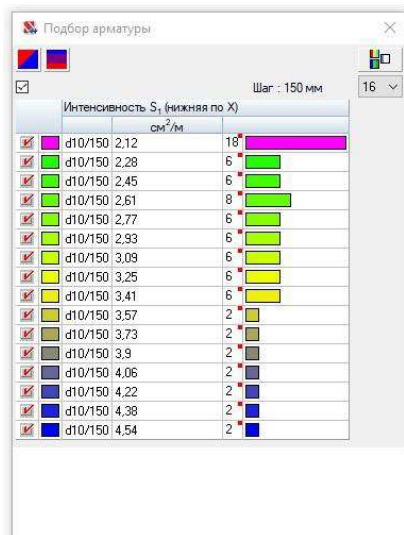 Подбор арматуры
Шаг : 150 мм 16
Интенсивность S₁ (нижняя по X)
см²/м
d10/150 2,12 18
d10/150 2,28 6
d10/150 2,45 6
d10/150 2,61 8
d10/150 2,77 6
d10/150 2,93 6
d10/150 3,09 6
d10/150 3,25 6
d10/150 3,41 6
d10/150 3,57 2
d10/150 3,73 2
d10/150 3,9 2
d10/150 4,06 2
d10/150 4,22 2
d10/150 4,38 2
d10/150 4,54 2